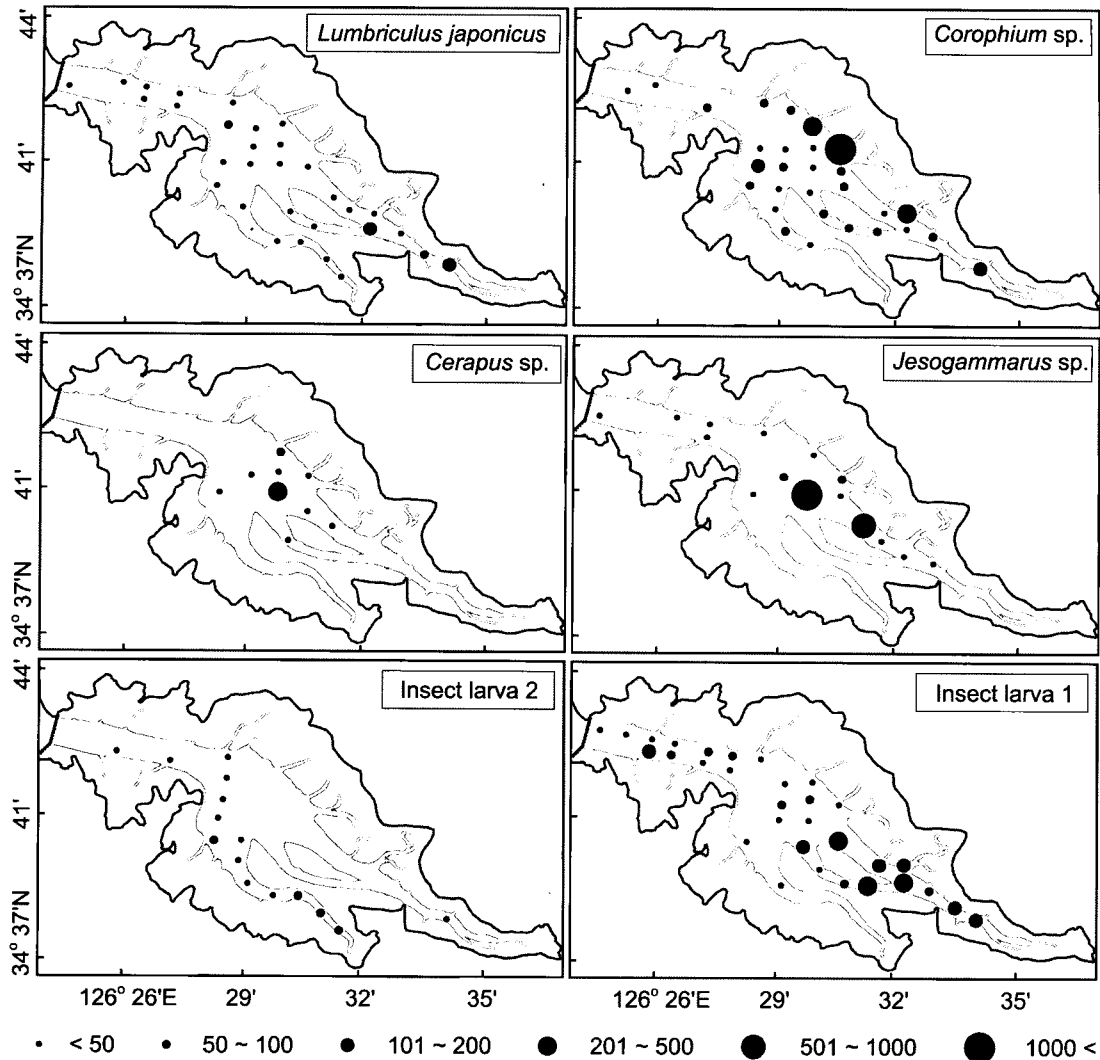 Lumbriculus japonicus
Corophium sp.
44'
41'
34° 37'N
Cerapus sp.
Jesogammarus sp.
44'
41'
34° 37'N
Insect larva 2
Insect larva 1
44'
41'
34° 37'N
126° 26'E 29' 32' 35' 126° 26'E 29' 32' 35'
< 50 50 ~ 100 101 ~ 200 201 ~ 500 501 ~ 1000 1000 <